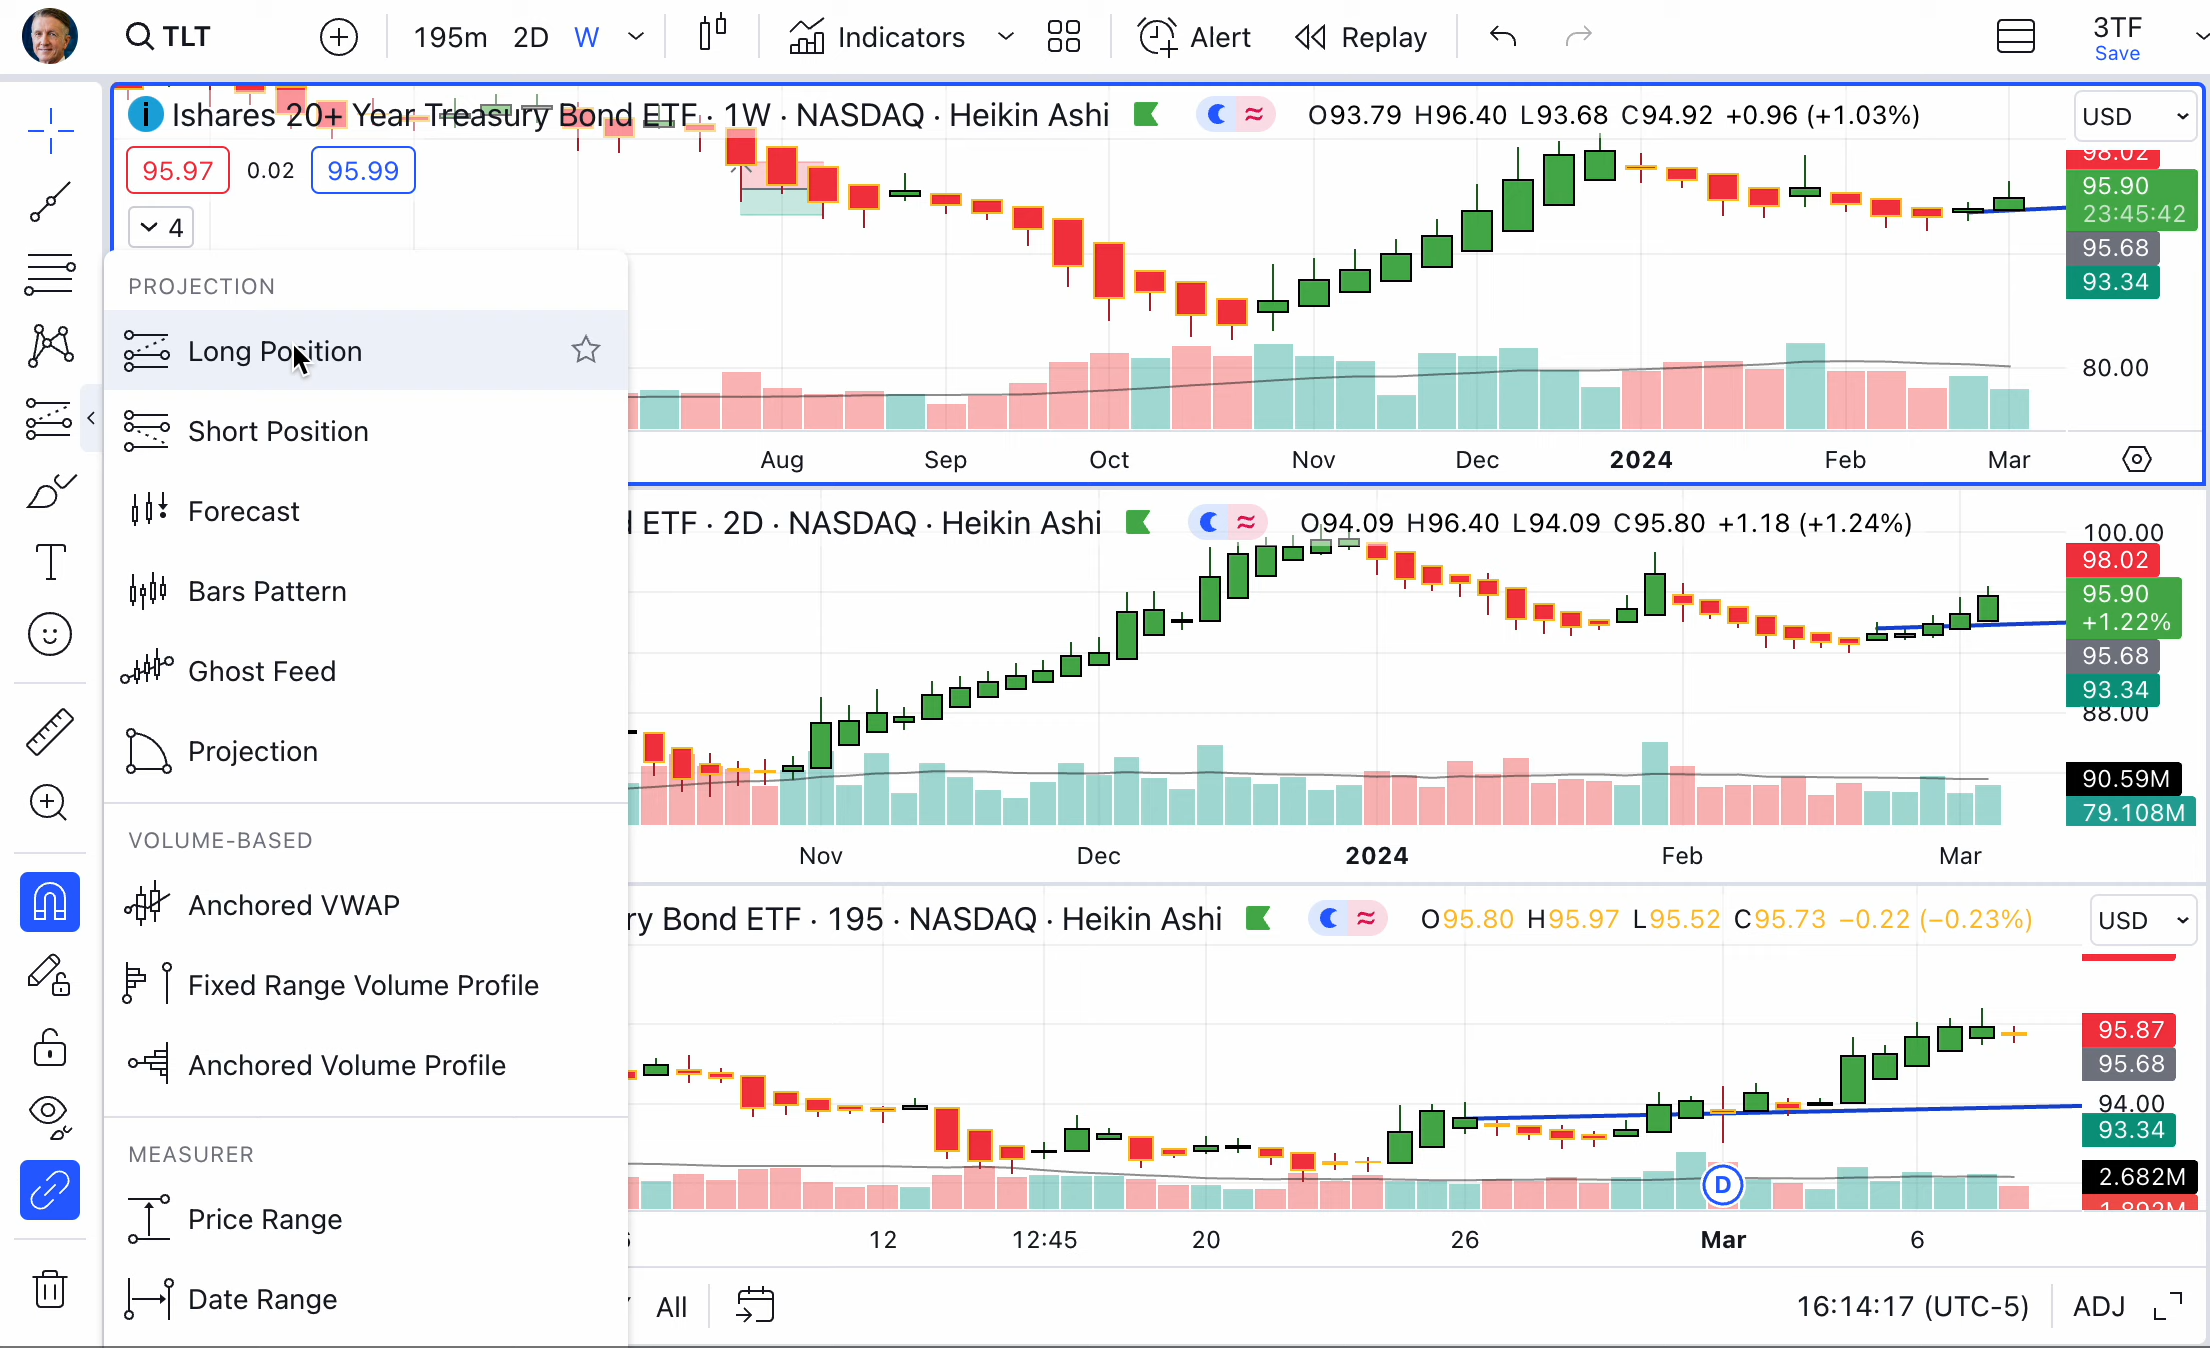 TLT
195m 2D W
Indicators
Alert
Replay
3TF
Save
Ishares 20+ Year Treasury Bond ETF · 1W · NASDAQ · Heikin Ashi
O93.79 H96.40 L93.68 C94.92 +0.96 (+1.03%)
USD
95.97 0.02 95.99
4
98.02
95.90
23:45:42
95.68
93.34
80.00
Aug Sep Oct Nov Dec 2024 Feb Mar
PROJECTION
Long Position
Short Position
Forecast
Bars Pattern
Ghost Feed
Projection
VOLUME-BASED
Anchored VWAP
Fixed Range Volume Profile
Anchored Volume Profile
MEASURER
Price Range
Date Range
ETF · 2D · NASDAQ · Heikin Ashi
O94.09 H96.40 L94.09 C95.80 +1.18 (+1.24%)
100.00
98.02
95.90
+1.22%
95.68
93.34
88.00
90.59M
79.108M
Nov Dec 2024 Feb Mar
ry Bond ETF · 195 · NASDAQ · Heikin Ashi
O95.80 H95.97 L95.52 C95.73 −0.22 (−0.23%)
USD
95.87
95.68
94.00
93.34
2.682M
D
12 12:45 20 26 Mar 6
All
16:14:17 (UTC-5)
ADJ